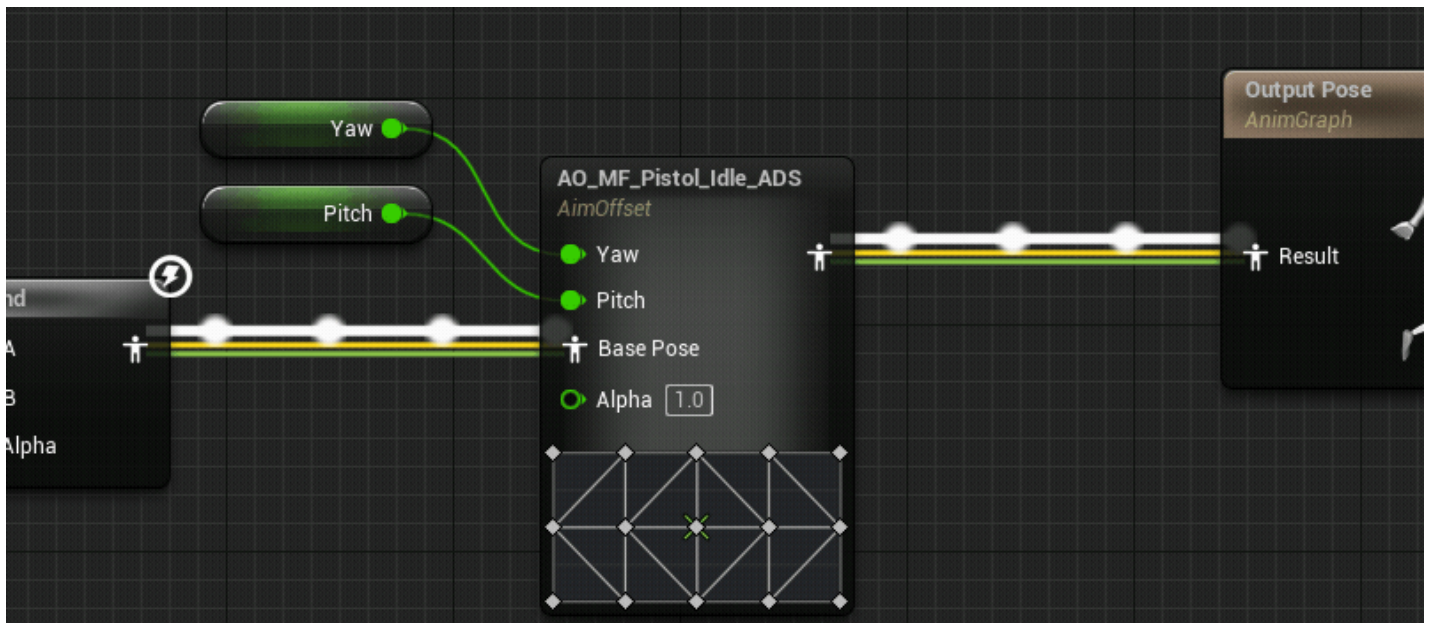 Yaw
Pitch
AO_MF_Pistol_Idle_ADS
AimOffset
Yaw
Pitch
Base Pose
Alpha 1.0
nd
A
B
Alpha
Output Pose
AnimGraph
Result